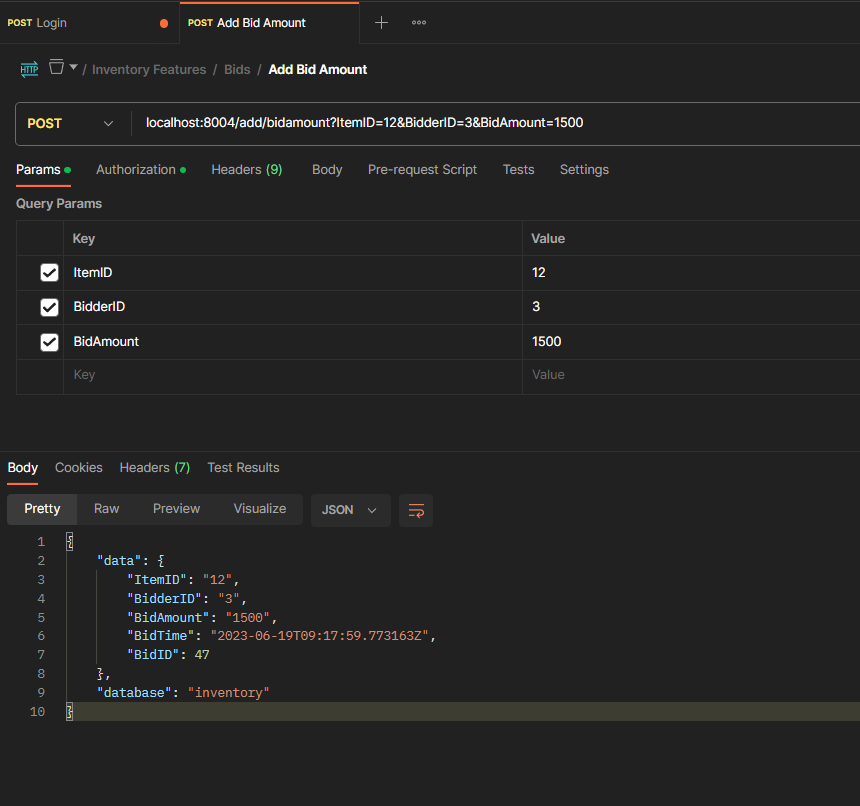 POST Login
POST Add Bid Amount
HTTP / Inventory Features / Bids / Add Bid Amount
POST localhost:8004/add/bidamount?ItemID=12&BidderID=3&BidAmount=1500
Params Authorization Headers (9) Body Pre-request Script Tests Settings
Query Params
Key Value
ItemID 12
BidderID 3
BidAmount 1500
Key Value
Body Cookies Headers (7) Test Results
Pretty Raw Preview Visualize JSON
1 {
2 "data": {
3 "ItemID": "12",
4 "BidderID": "3",
5 "BidAmount": "1500",
6 "BidTime": "2023-06-19T09:17:59.773163Z",
7 "BidID": 47
8 },
9 "database": "inventory"
10 }